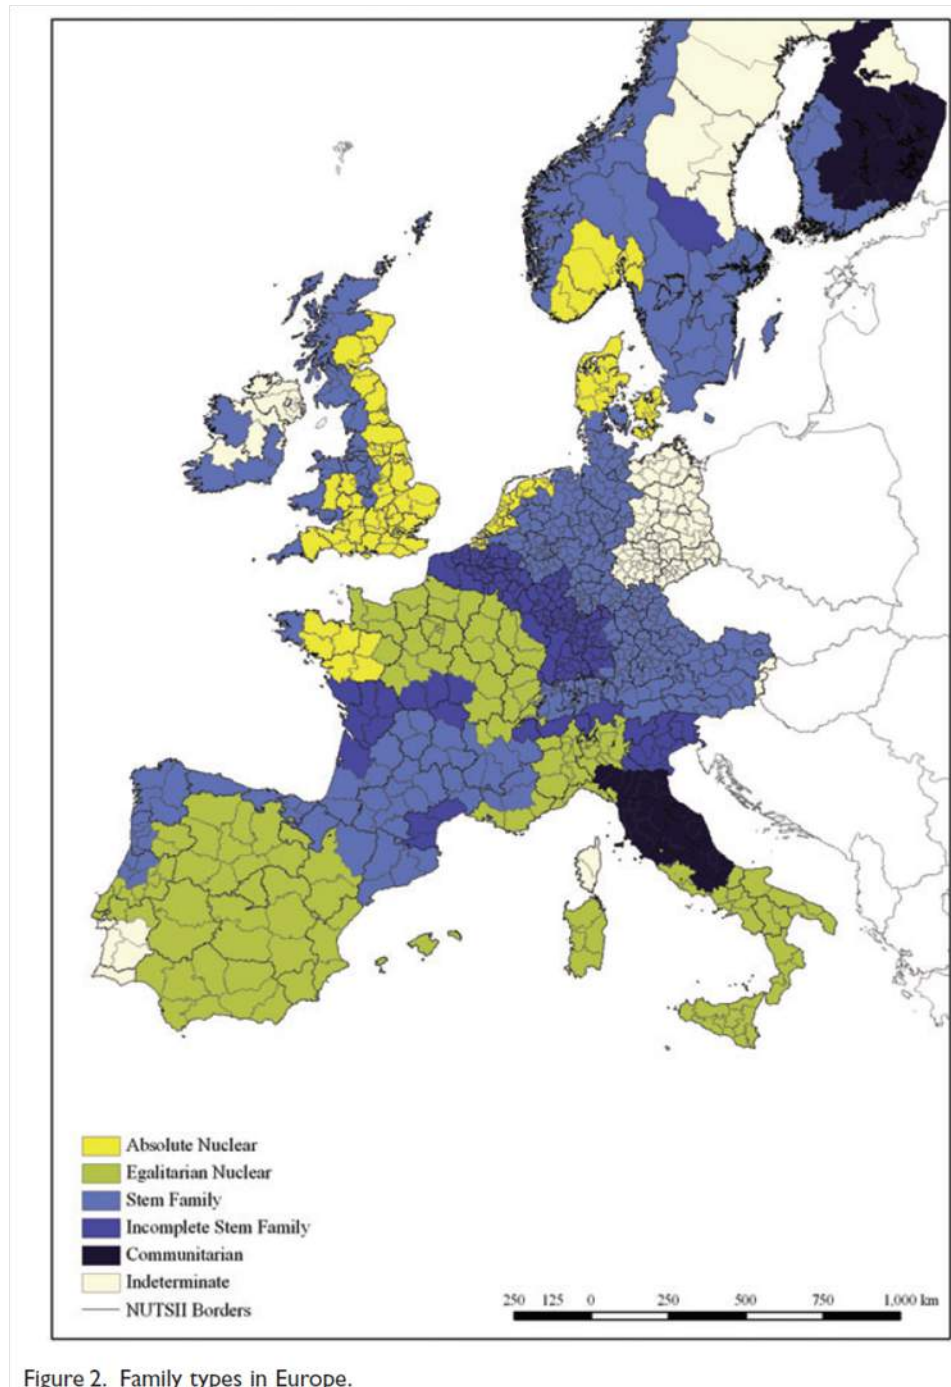 Absolute Nuclear
Egalitarian Nuclear
Stem Family
Incomplete Stem Family
Communitarian
Indeterminate
NUTSII Borders
250 125 0 250 500 750 1,000 km
Figure 2. Family types in Europe.